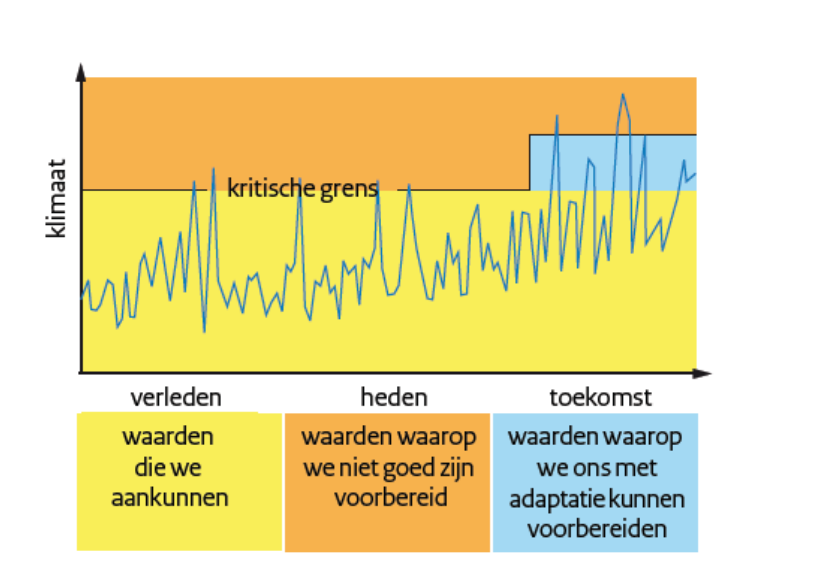 klimaat
kritische grens
verleden
heden
toekomst
waarden
die we
aankunnen
waarden waarop
we niet goed zijn
voorbereid
waarden waarop
we ons met
adaptatie kunnen
voorbereiden